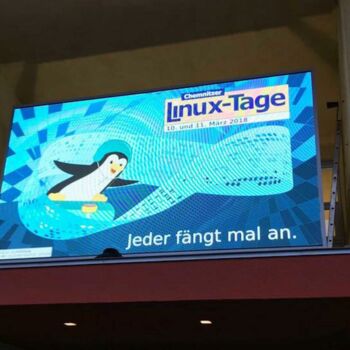 Chemnitzer
Linux-Tage
10. und 11. März 2018
Jeder fängt mal an.